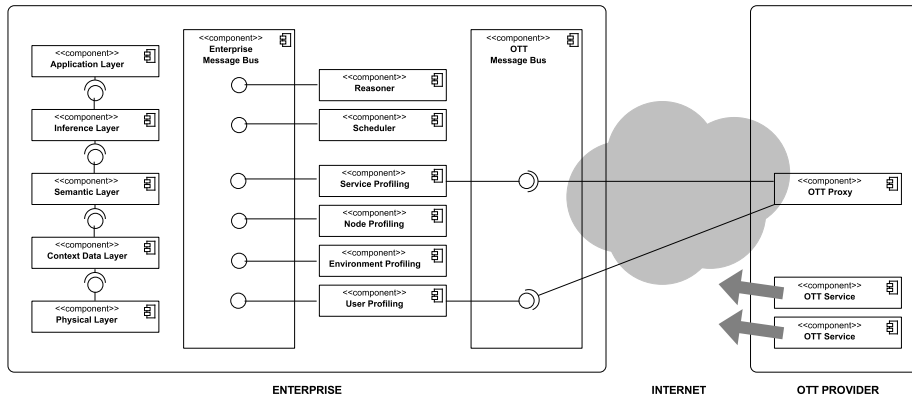 <<component>>
Application Layer
<<component>>
Inference Layer
<<component>>
Semantic Layer
<<component>>
Context Data Layer
<<component>>
Physical Layer
<<component>>
Enterprise
Message Bus
<<component>>
Reasoner
<<component>>
Scheduler
<<component>>
Service Profiling
<<component>>
Node Profiling
<<component>>
Environment Profiling
<<component>>
User Profiling
<<component>>
OTT
Message Bus
<<component>>
OTT Proxy
<<component>>
OTT Service
<<component>>
OTT Service
ENTERPRISE
INTERNET
OTT PROVIDER